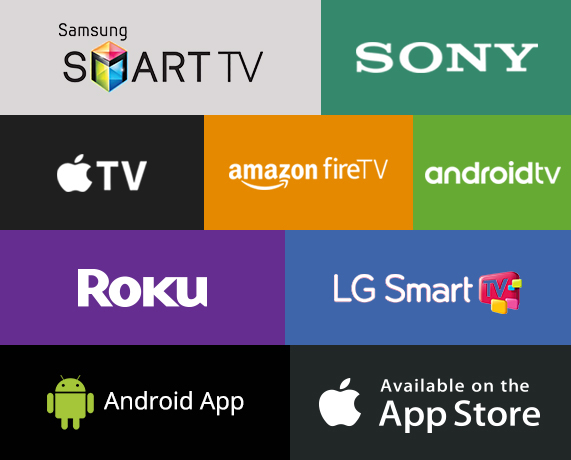 Samsung
SMART TV
SONY
TV
amazon fireTV
androidtv
ROKU
LG Smart TV
Android App
Available on the
App Store